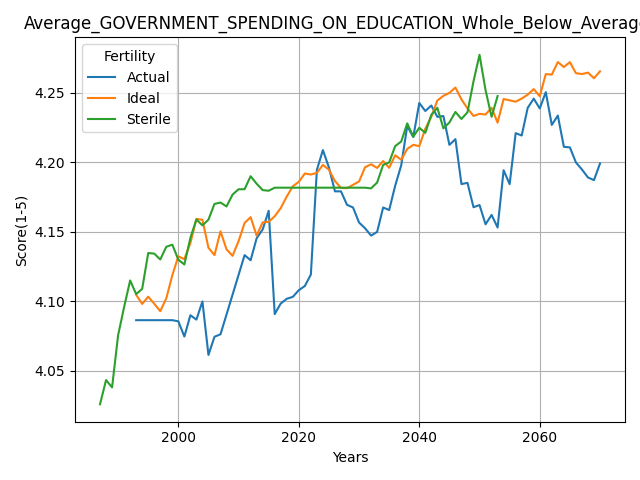 Average_GOVERNMENT_SPENDING_ON_EDUCATION_Whole_Below_Average
Fertility
Actual
Ideal
Sterile
Score(1-5)
4.25
4.20
4.15
4.10
4.05
2000 2020 2040 2060
Years